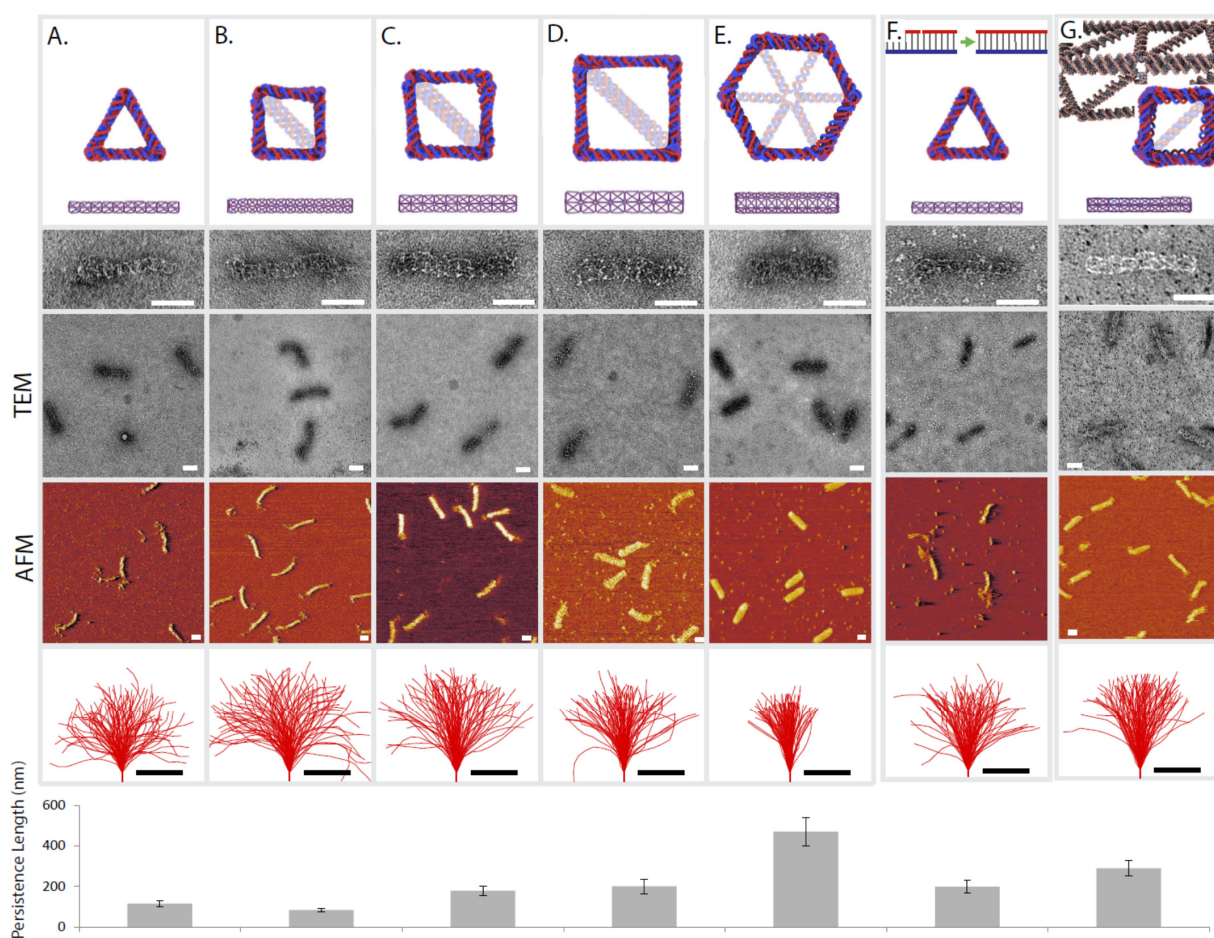 A.
B.
C.
D.
E.
F.
G.
TEM
AFM
Persistence Length (nm)
600
400
200
0